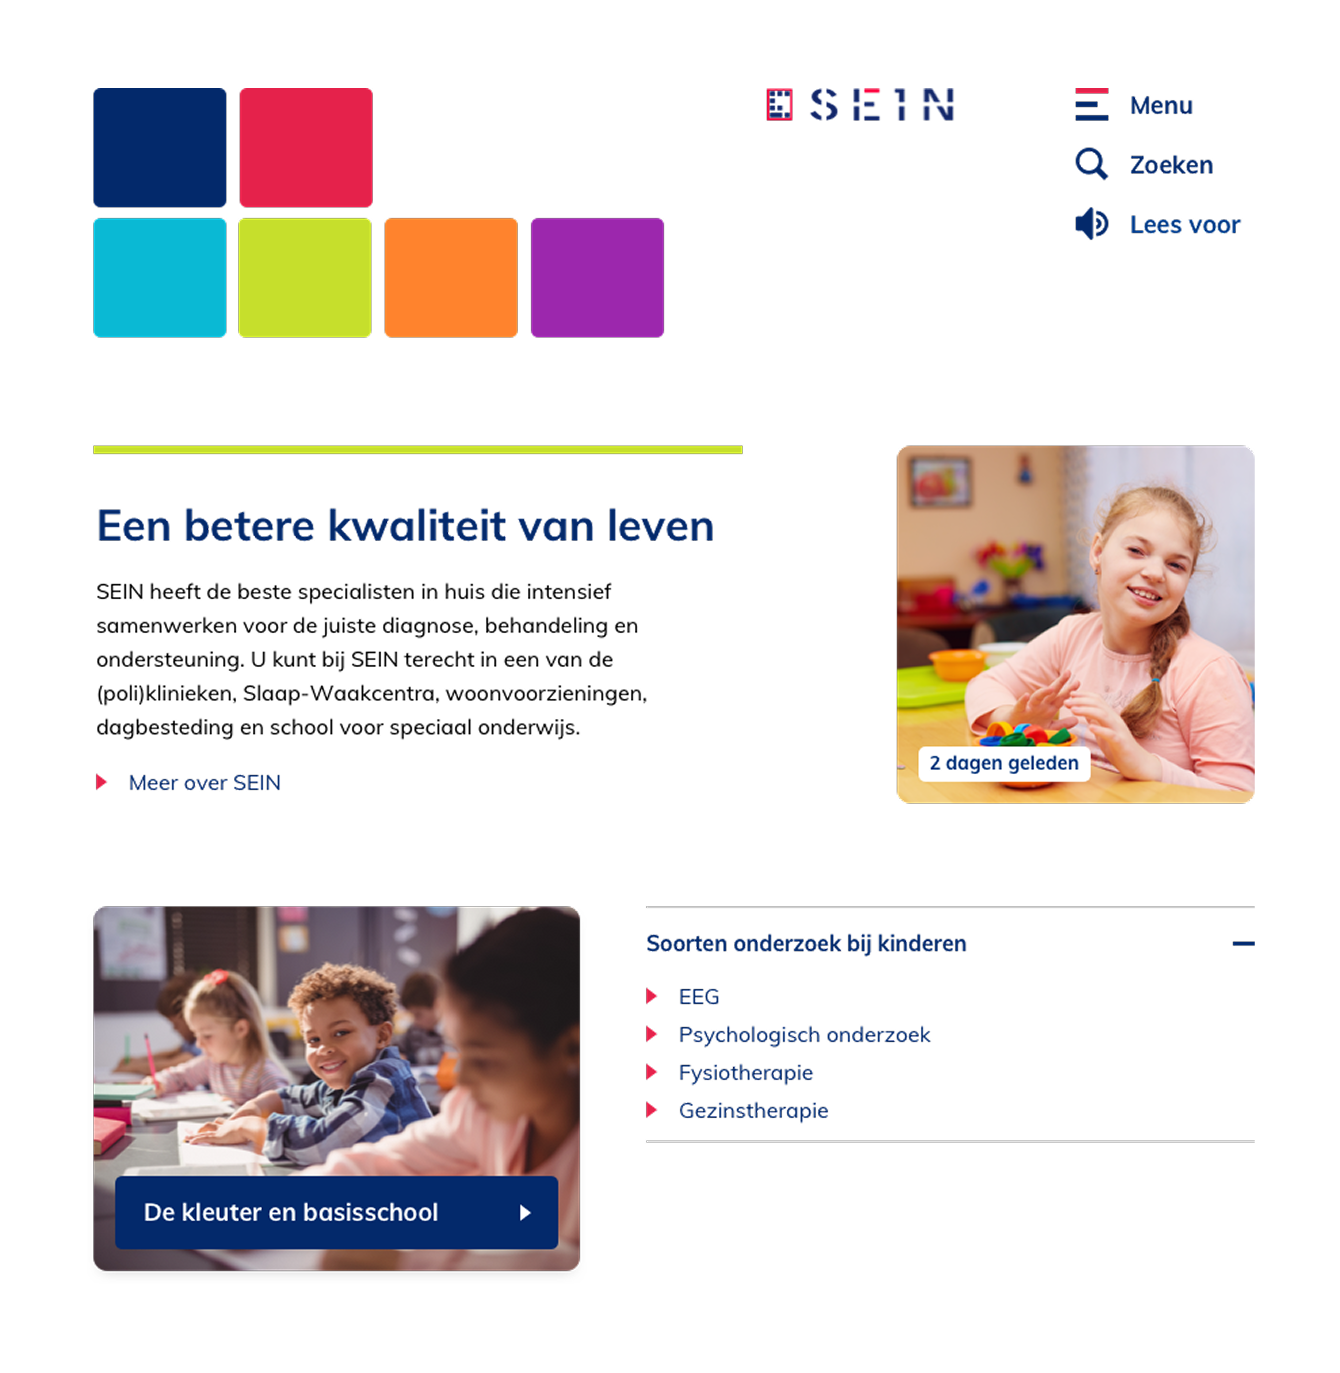 SEIN
Menu
Zoeken
Lees voor
Een betere kwaliteit van leven
SEIN heeft de beste specialisten in huis die intensief
samenwerken voor de juiste diagnose, behandeling en
ondersteuning. U kunt bij SEIN terecht in een van de
(poli)klinieken, Slaap-Waakcentra, woonvoorzieningen,
dagbesteding en school voor speciaal onderwijs.
Meer over SEIN
2 dagen geleden
De kleuter en basisschool
Soorten onderzoek bij kinderen
EEG
Psychologisch onderzoek
Fysiotherapie
Gezinstherapie